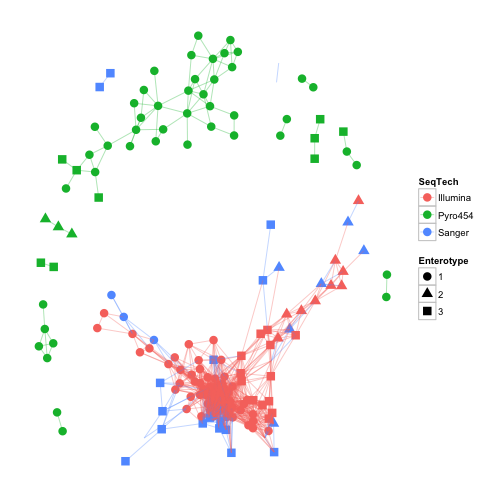 SeqTech
Illumina
Pyro454
Sanger
Enterotype
1
2
3